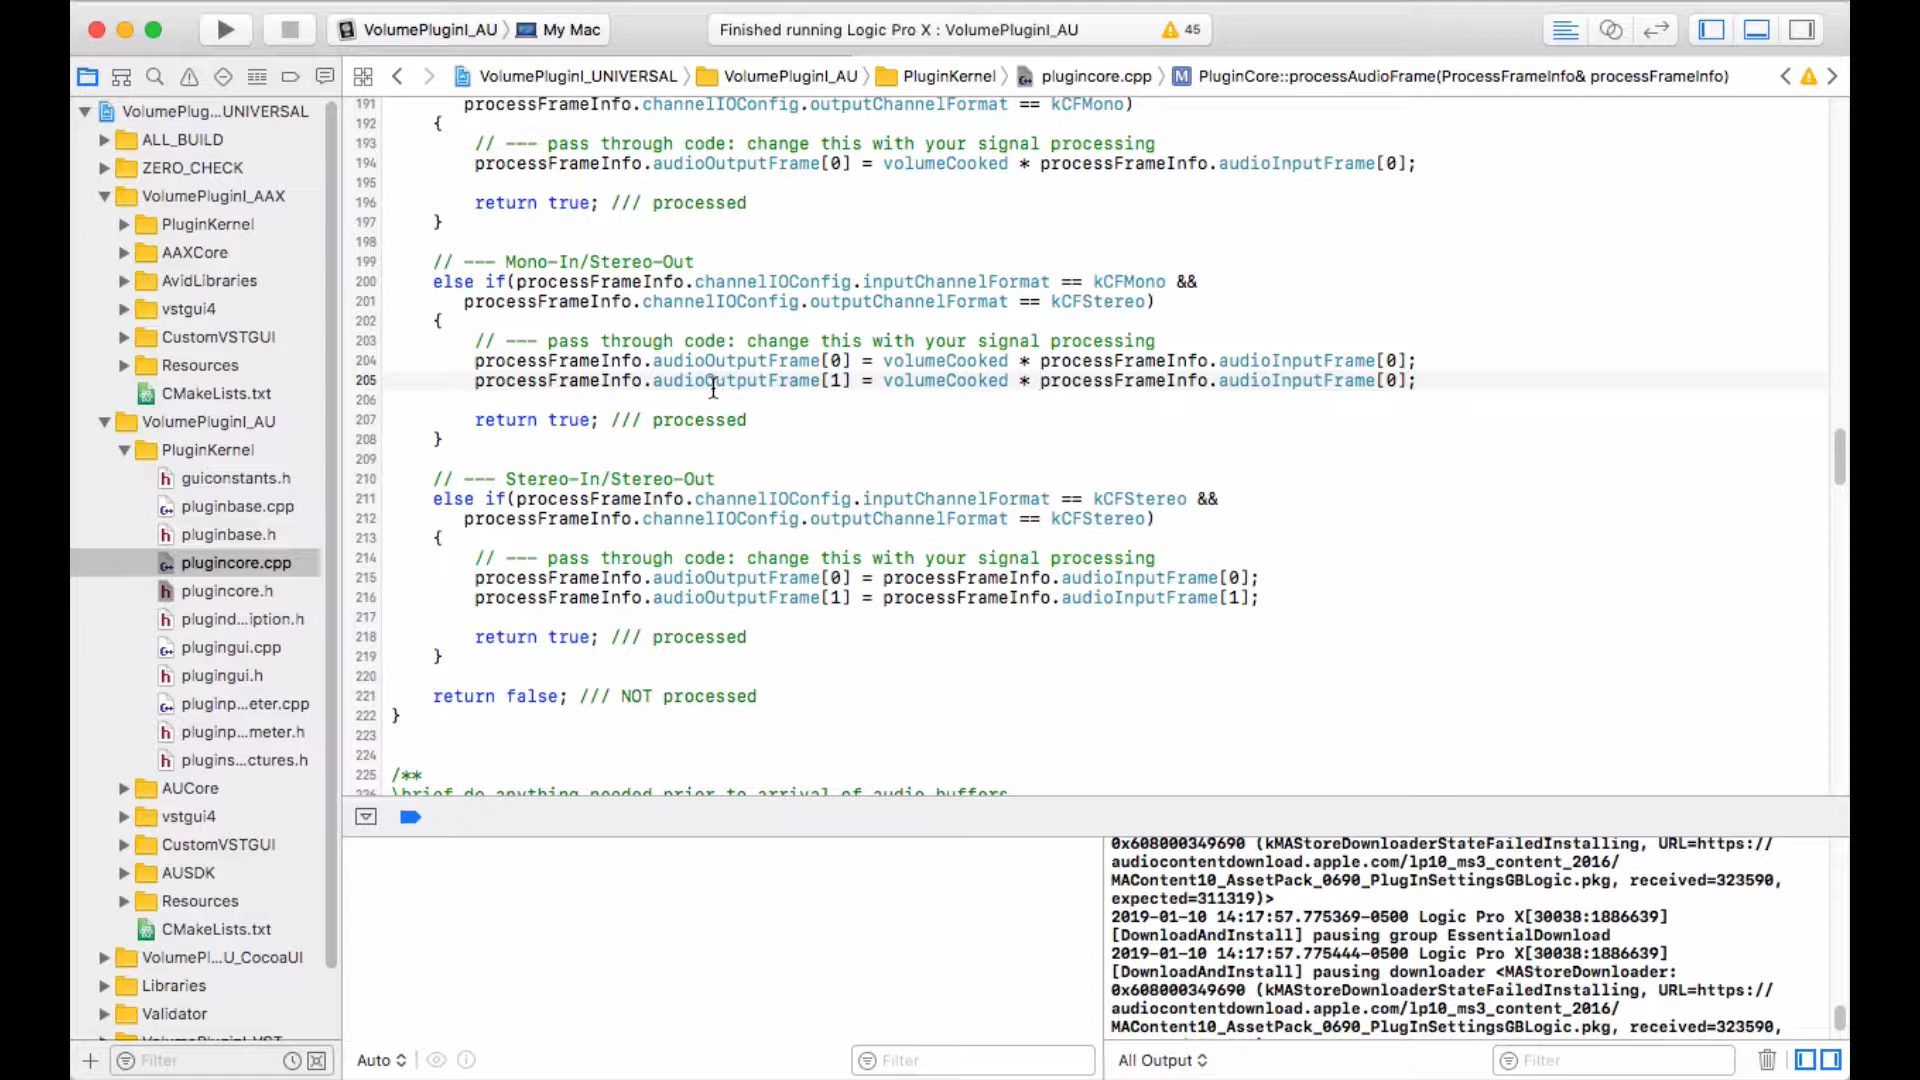 VolumePluginI_AU 〉 My Mac
Finished running Logic Pro X : VolumePluginI_AU
45
VolumePluginI_UNIVERSAL 〉 VolumePluginI_AU 〉 PluginKernel 〉 plugincore.cpp 〉 M PluginCore::processAudioFrame(ProcessFrameInfo& processFrameInfo)
VolumePlug...UNIVERSAL
ALL_BUILD
ZERO_CHECK
VolumePluginI_AAX
PluginKernel
AAXCore
AvidLibraries
vstgui4
CustomVSTGUI
Resources
CMakeLists.txt
VolumePluginI_AU
PluginKernel
guiconstants.h
pluginbase.cpp
pluginbase.h
plugincore.cpp
plugincore.h
plugind...iption.h
plugingui.cpp
plugingui.h
pluginp...eter.cpp
pluginp...meter.h
plugins...ctures.h
AUCore
vstgui4
CustomVSTGUI
AUSDK
Resources
CMakeLists.txt
VolumePl...U_CocoaUI
Libraries
Validator
Filter
191 processFrameInfo.channelIOConfig.outputChannelFormat == kCFMono)
192 {
193 // --- pass through code: change this with your signal processing
194 processFrameInfo.audioOutputFrame[0] = volumeCooked * processFrameInfo.audioInputFrame[0];
195
196 return true; /// processed
197 }
198
199 // --- Mono-In/Stereo-Out
200 else if(processFrameInfo.channelIOConfig.inputChannelFormat == kCFMono &&
201 processFrameInfo.channelIOConfig.outputChannelFormat == kCFStereo)
202 {
203 // --- pass through code: change this with your signal processing
204 processFrameInfo.audioOutputFrame[0] = volumeCooked * processFrameInfo.audioInputFrame[0];
205 processFrameInfo.audioOutputFrame[1] = volumeCooked * processFrameInfo.audioInputFrame[0];
206
207 return true; /// processed
208 }
209
210 // --- Stereo-In/Stereo-Out
211 else if(processFrameInfo.channelIOConfig.inputChannelFormat == kCFStereo &&
212 processFrameInfo.channelIOConfig.outputChannelFormat == kCFStereo)
213 {
214 // --- pass through code: change this with your signal processing
215 processFrameInfo.audioOutputFrame[0] = processFrameInfo.audioInputFrame[0];
216 processFrameInfo.audioOutputFrame[1] = processFrameInfo.audioInputFrame[1];
217
218 return true; /// processed
219 }
220
221 return false; /// NOT processed
222 }
223
224
225 /**
226 \brief do anything needed prior to arrival of audio buffers
Auto
Filter
0x608000349690 (kMAStoreDownloaderStateFailedInstalling, URL=https://
audiocontentdownload.apple.com/lp10_ms3_content_2016/
MAContent10_AssetPack_0690_PlugInSettingsGBLogic.pkg, received=323590,
expected=311319)>
2019-01-10 14:17:57.775369-0500 Logic Pro X[30038:1886639]
[DownloadAndInstall] pausing group EssentialDownload
2019-01-10 14:17:57.775444-0500 Logic Pro X[30038:1886639]
[DownloadAndInstall] pausing downloader <MAStoreDownloader:
0x608000349690 (kMAStoreDownloaderStateFailedInstalling, URL=https://
audiocontentdownload.apple.com/lp10_ms3_content_2016/
MAContent10_AssetPack_0690_PlugInSettingsGBLogic.pkg, received=323590,
All Output
Filter